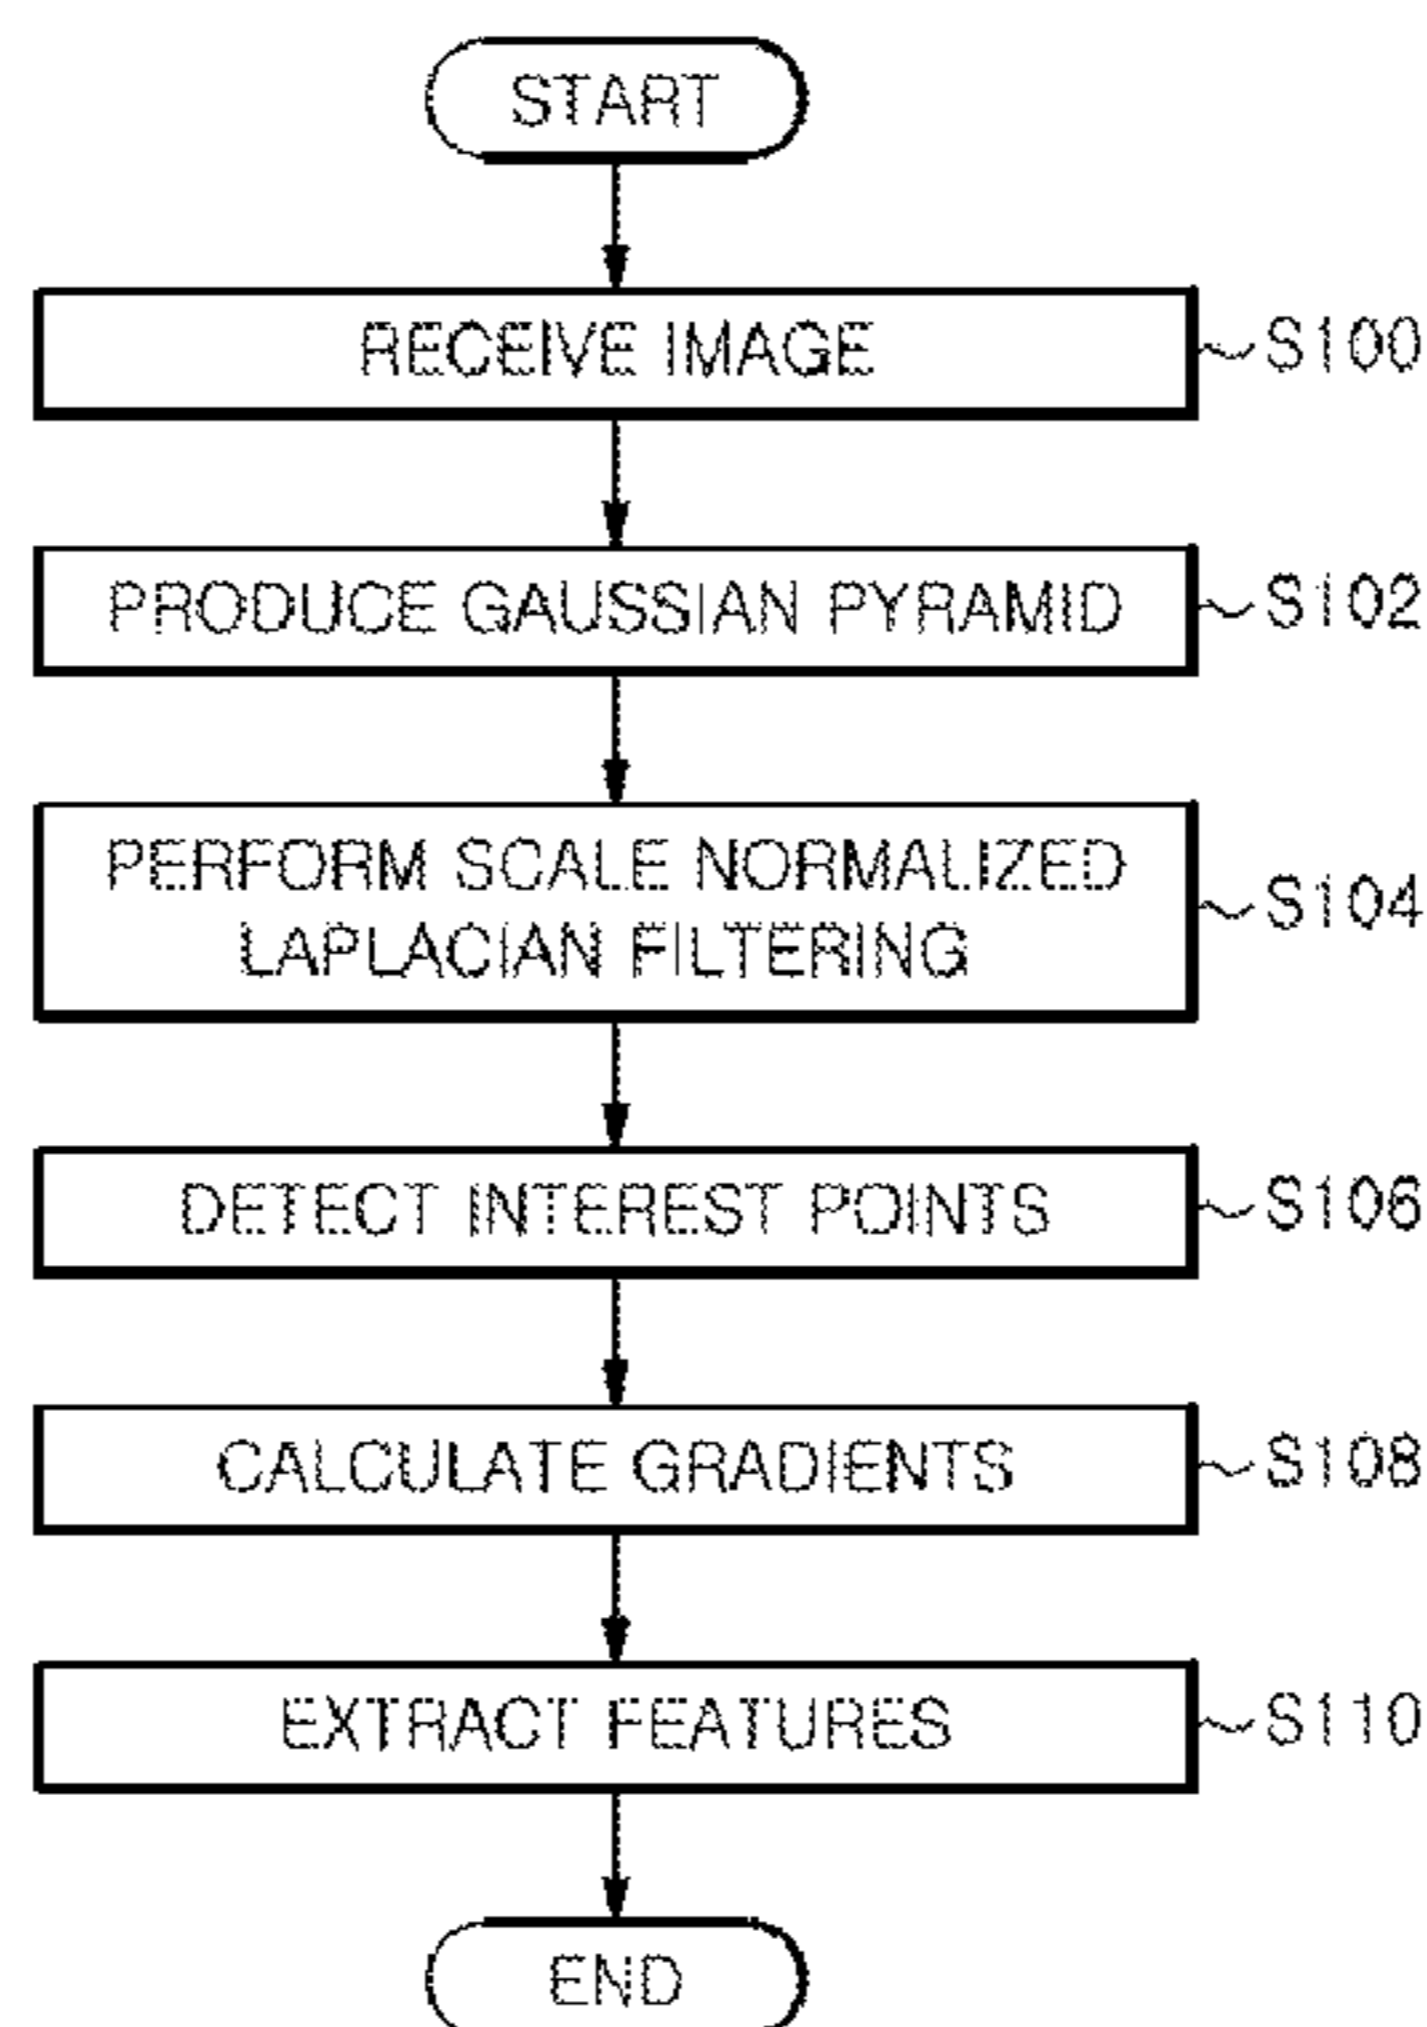 START
RECEIVE IMAGE
S100
PRODUCE GAUSSIAN PYRAMID
S102
PERFORM SCALE NORMALIZED
LAPLACIAN FILTERING
S104
DETECT INTEREST POINTS
S106
CALCULATE GRADIENTS
S108
EXTRACT FEATURES
S110
END